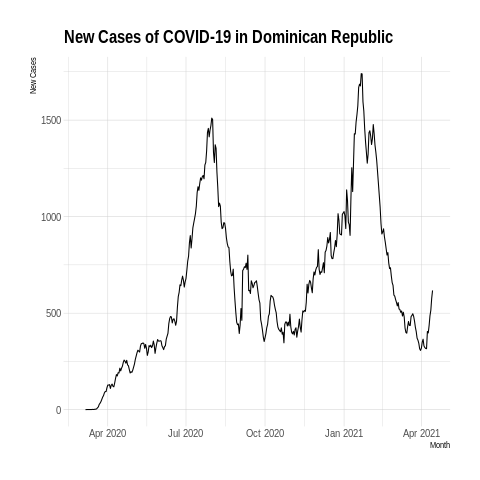 New Cases of COVID-19 in Dominican Republic
New Cases
1500
1000
500
0
Apr 2020 Jul 2020 Oct 2020 Jan 2021 Apr 2021
Month